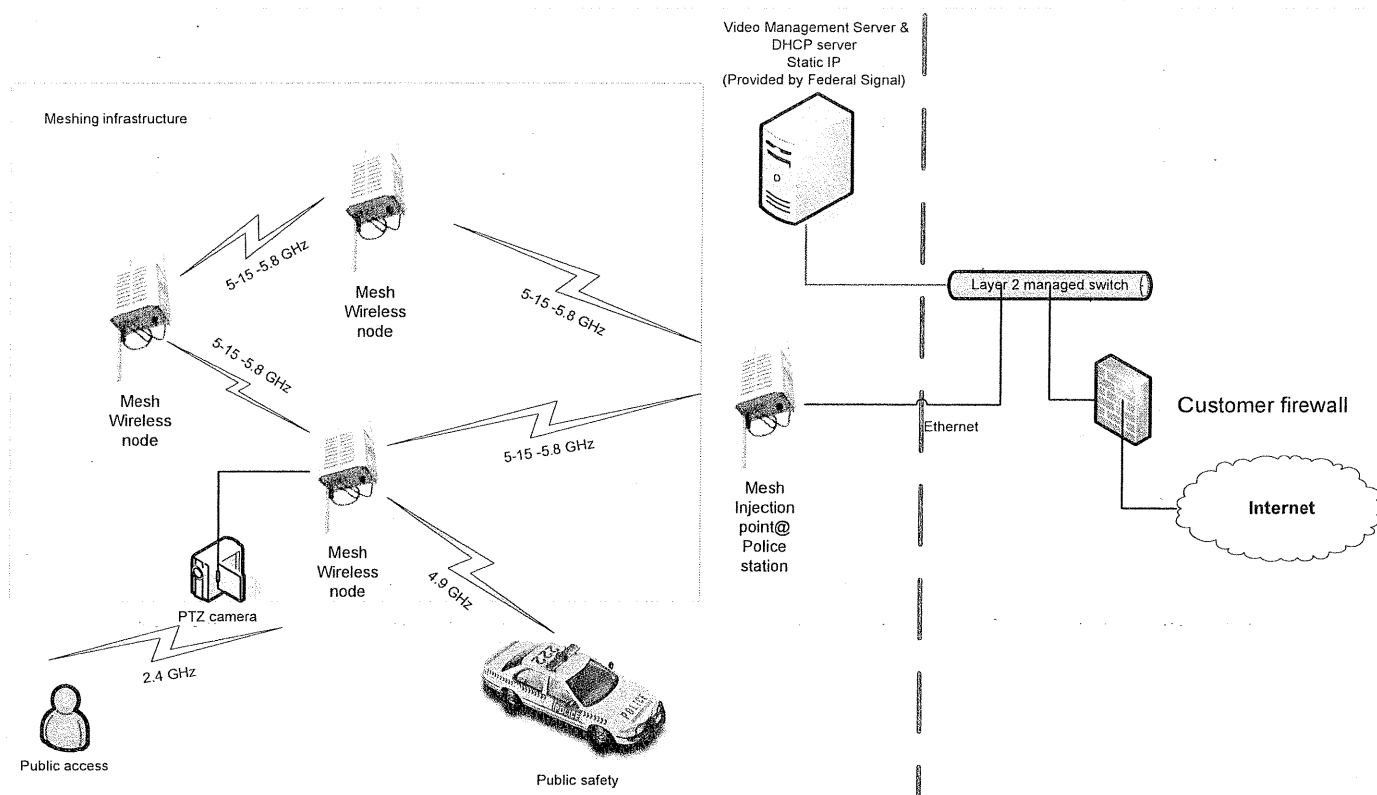 Video Management Server &
DHCP server
Static IP
(Provided by Federal Signal)
Meshing infrastructure
5-15 -5.8 GHz
Mesh
Wireless
node
5-15 -5.8 GHz
Layer 2 managed switch
5-15 -5.8 GHz
Mesh
Wireless
node
Customer firewall
Ethernet
5-15 -5.8 GHz
Mesh
Injection
point@
Police
station
Internet
Mesh
Wireless
node
4.9 GHz
PTZ camera
2.4 GHz
POLICE
POLICE
Public access
Public safety